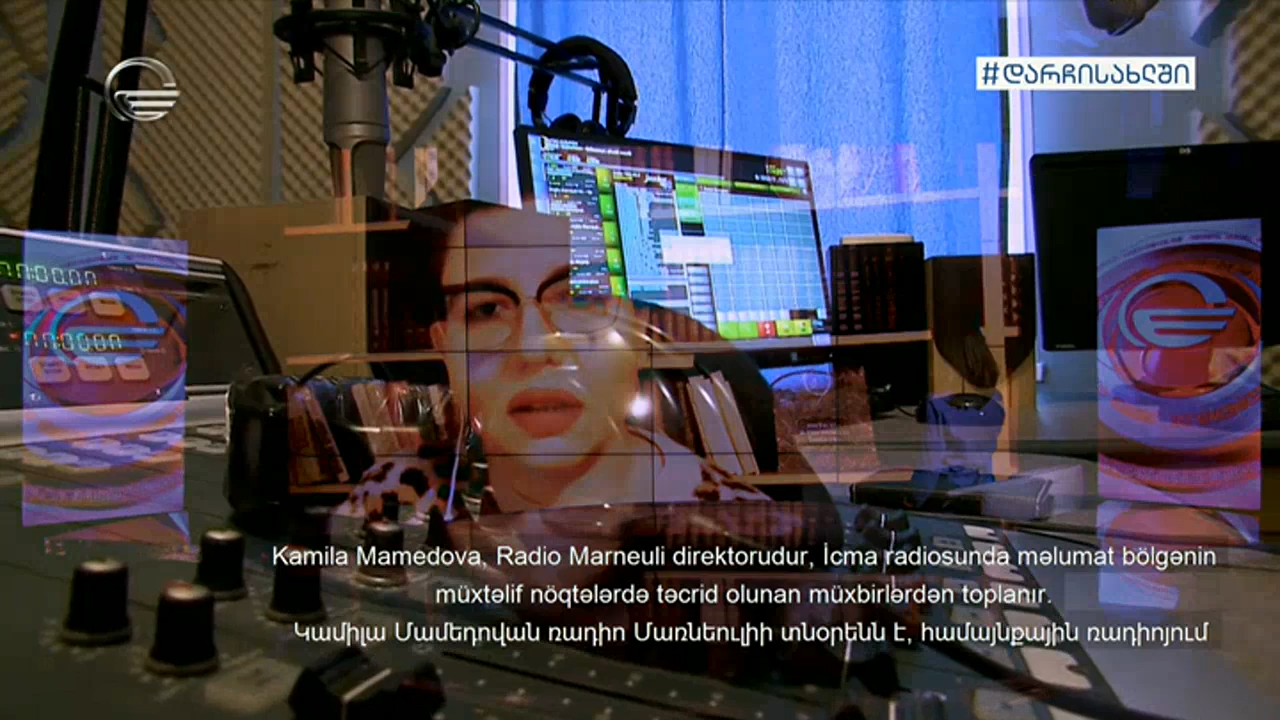 #ᲓᲐᲠᲩᲘᲡᲐᲮᲚᲨᲘ
Kamila Mamedova, Radio Marneuli direktorudur, İcma radiosunda məlumat bölgənin
müxtəlif nöqtələrdə təcrid olunan müxbirlərdən toplanır.
Կամիլա Մամեդովան ռադիո Մառնեուլիի տնօրենն է, համայնքային ռադիոյում